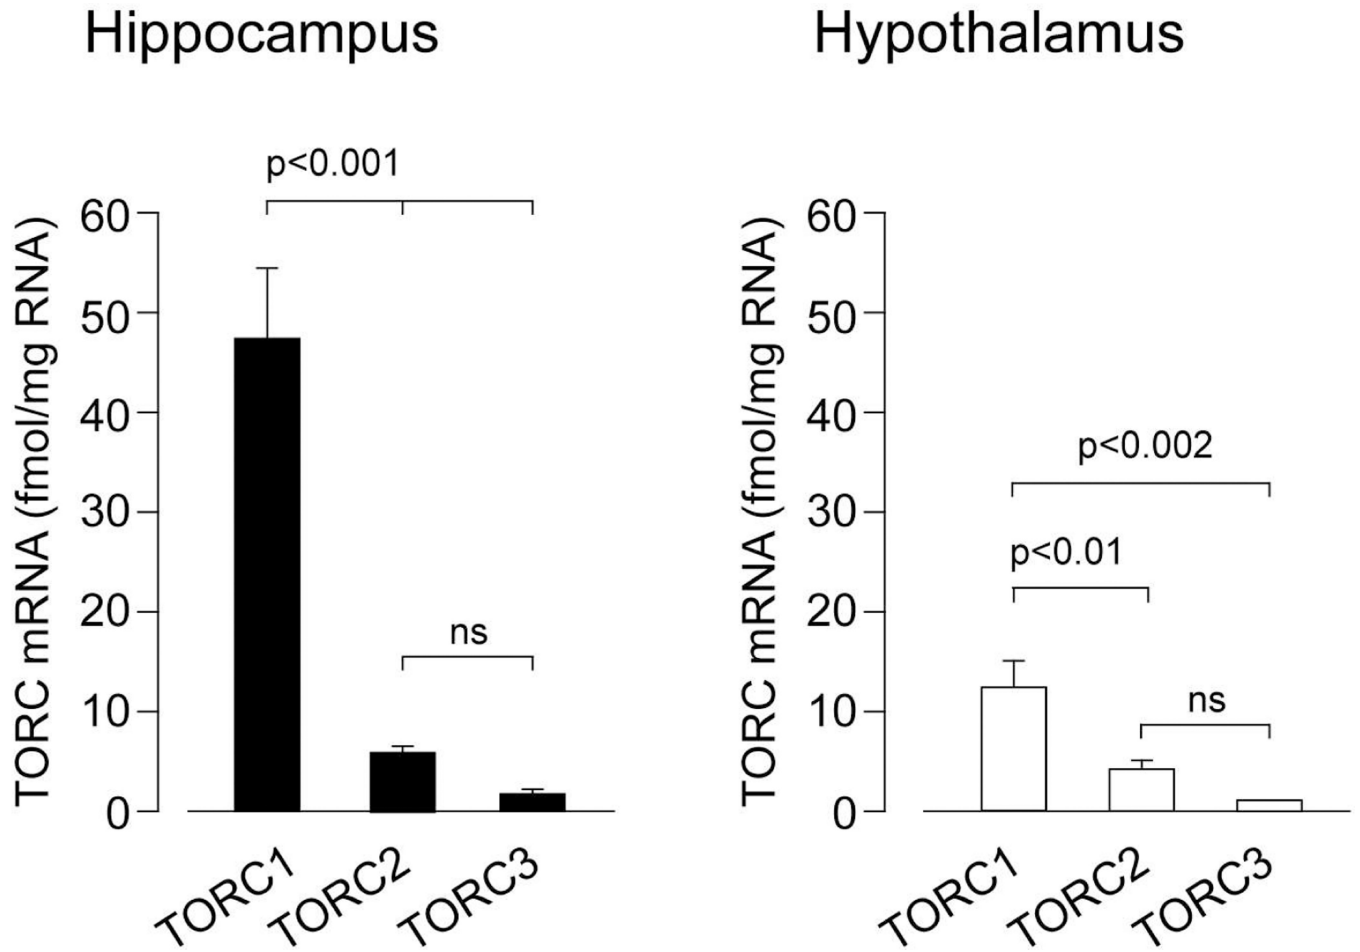 Hippocampus
p<0.001
TORC mRNA (fmol/mg RNA)
60
50
40
30
20
10
0
ns
TORC1
TORC2
TORC3
Hypothalamus
TORC mRNA (fmol/mg RNA)
60
50
40
30
20
10
0
p<0.002
p<0.01
ns
TORC1
TORC2
TORC3